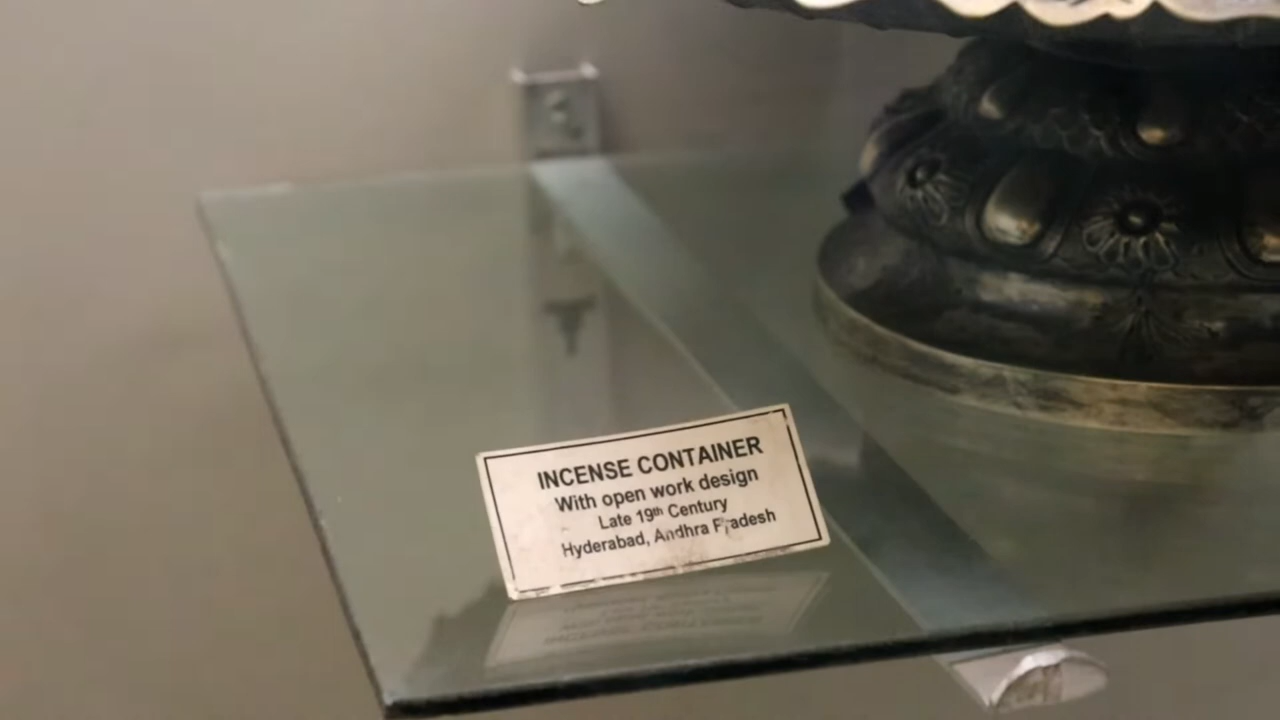 INCENSE CONTAINER
With open work design
Late 19th Century
Hyderabad, Andhra Pradesh